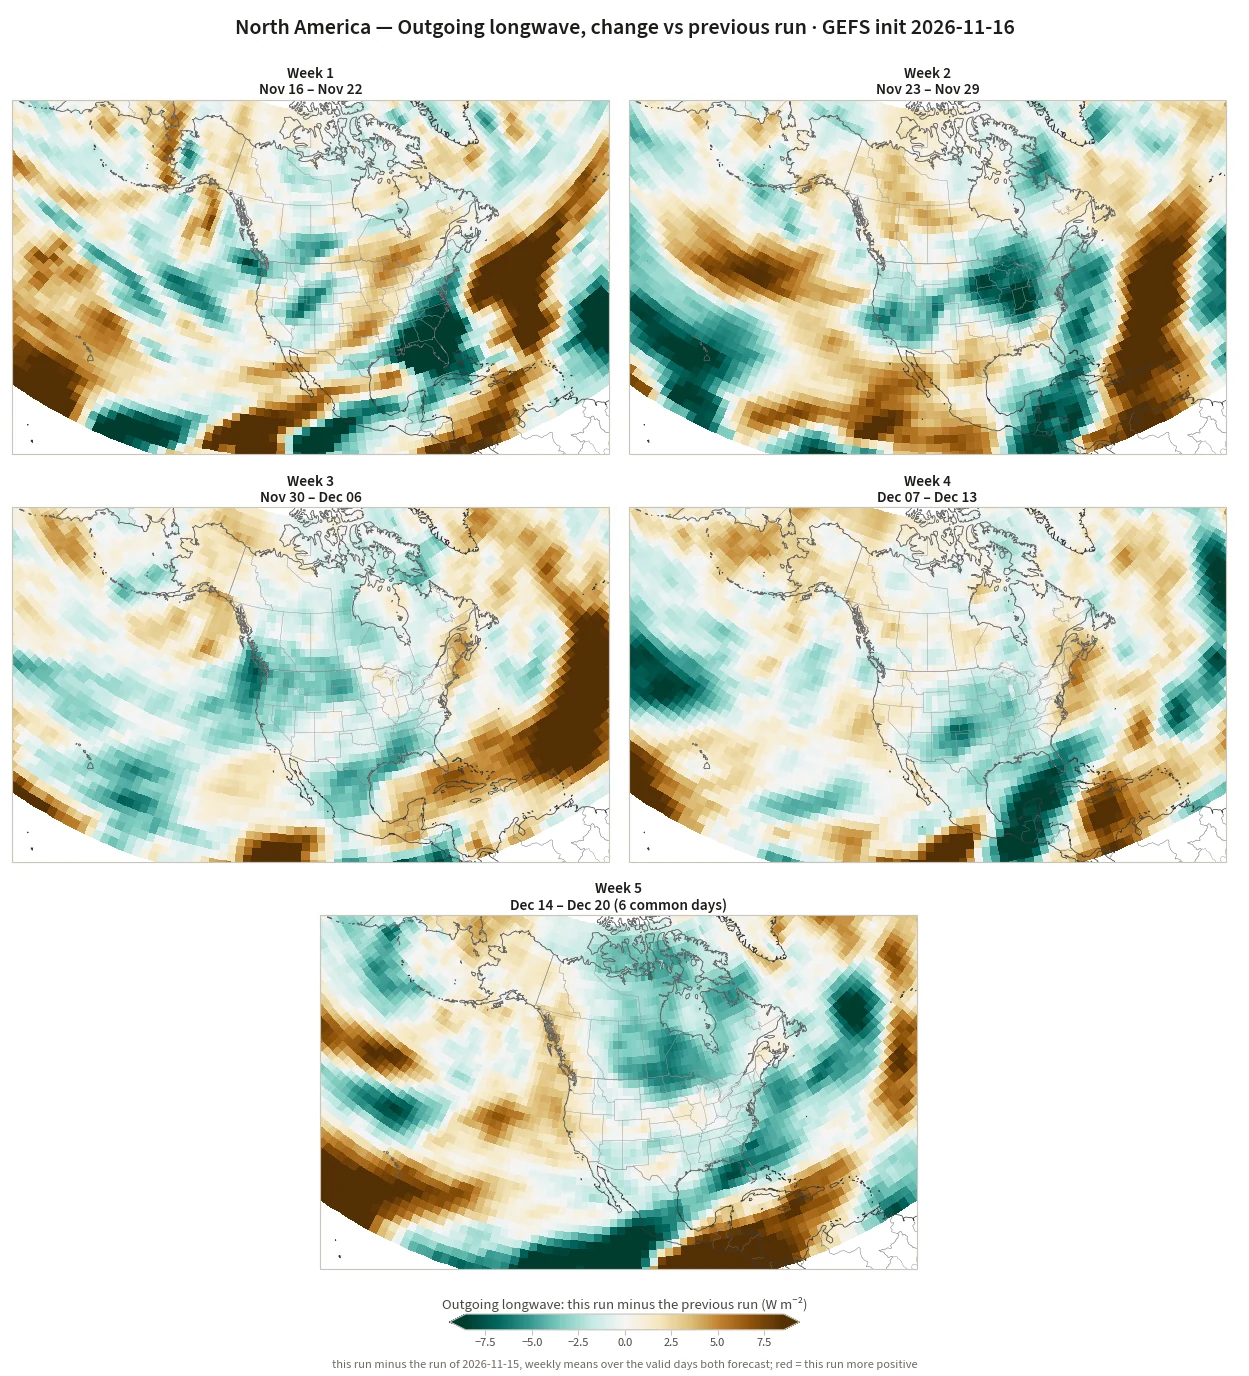 North America — Outgoing longwave, change vs previous run · GEFS init 2026-11-16
Week 1
Nov 16 – Nov 22
Week 2
Nov 23 – Nov 29
Week 3
Nov 30 – Dec 06
Week 4
Dec 07 – Dec 13
Week 5
Dec 14 – Dec 20 (6 common days)
Outgoing longwave: this run minus the previous run (W m⁻²)
−7.5 −5.0 −2.5 0.0 2.5 5.0 7.5
this run minus the run of 2026-11-15, weekly means over the valid days both forecast; red = this run more positive